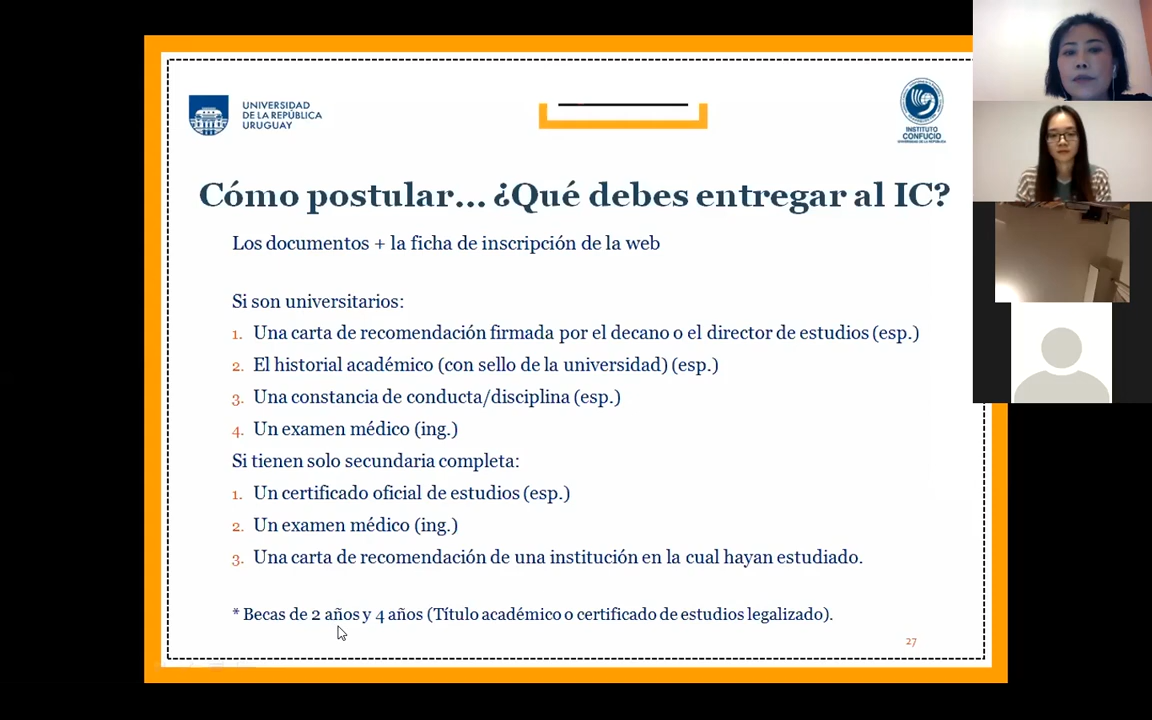 UNIVERSIDAD
DE LA REPÚBLICA
URUGUAY
INSTITUTO
CONFUCIO
UNIVERSIDAD DE LA REPÚBLICA
Cómo postular... ¿Qué debes entregar al IC?
Los documentos + la ficha de inscripción de la web
Si son universitarios:
1. Una carta de recomendación firmada por el decano o el director de estudios (esp.)
2. El historial académico (con sello de la universidad) (esp.)
3. Una constancia de conducta/disciplina (esp.)
4. Un examen médico (ing.)
Si tienen solo secundaria completa:
1. Un certificado oficial de estudios (esp.)
2. Un examen médico (ing.)
3. Una carta de recomendación de una institución en la cual hayan estudiado.
* Becas de 2 años y 4 años (Título académico o certificado de estudios legalizado).
27